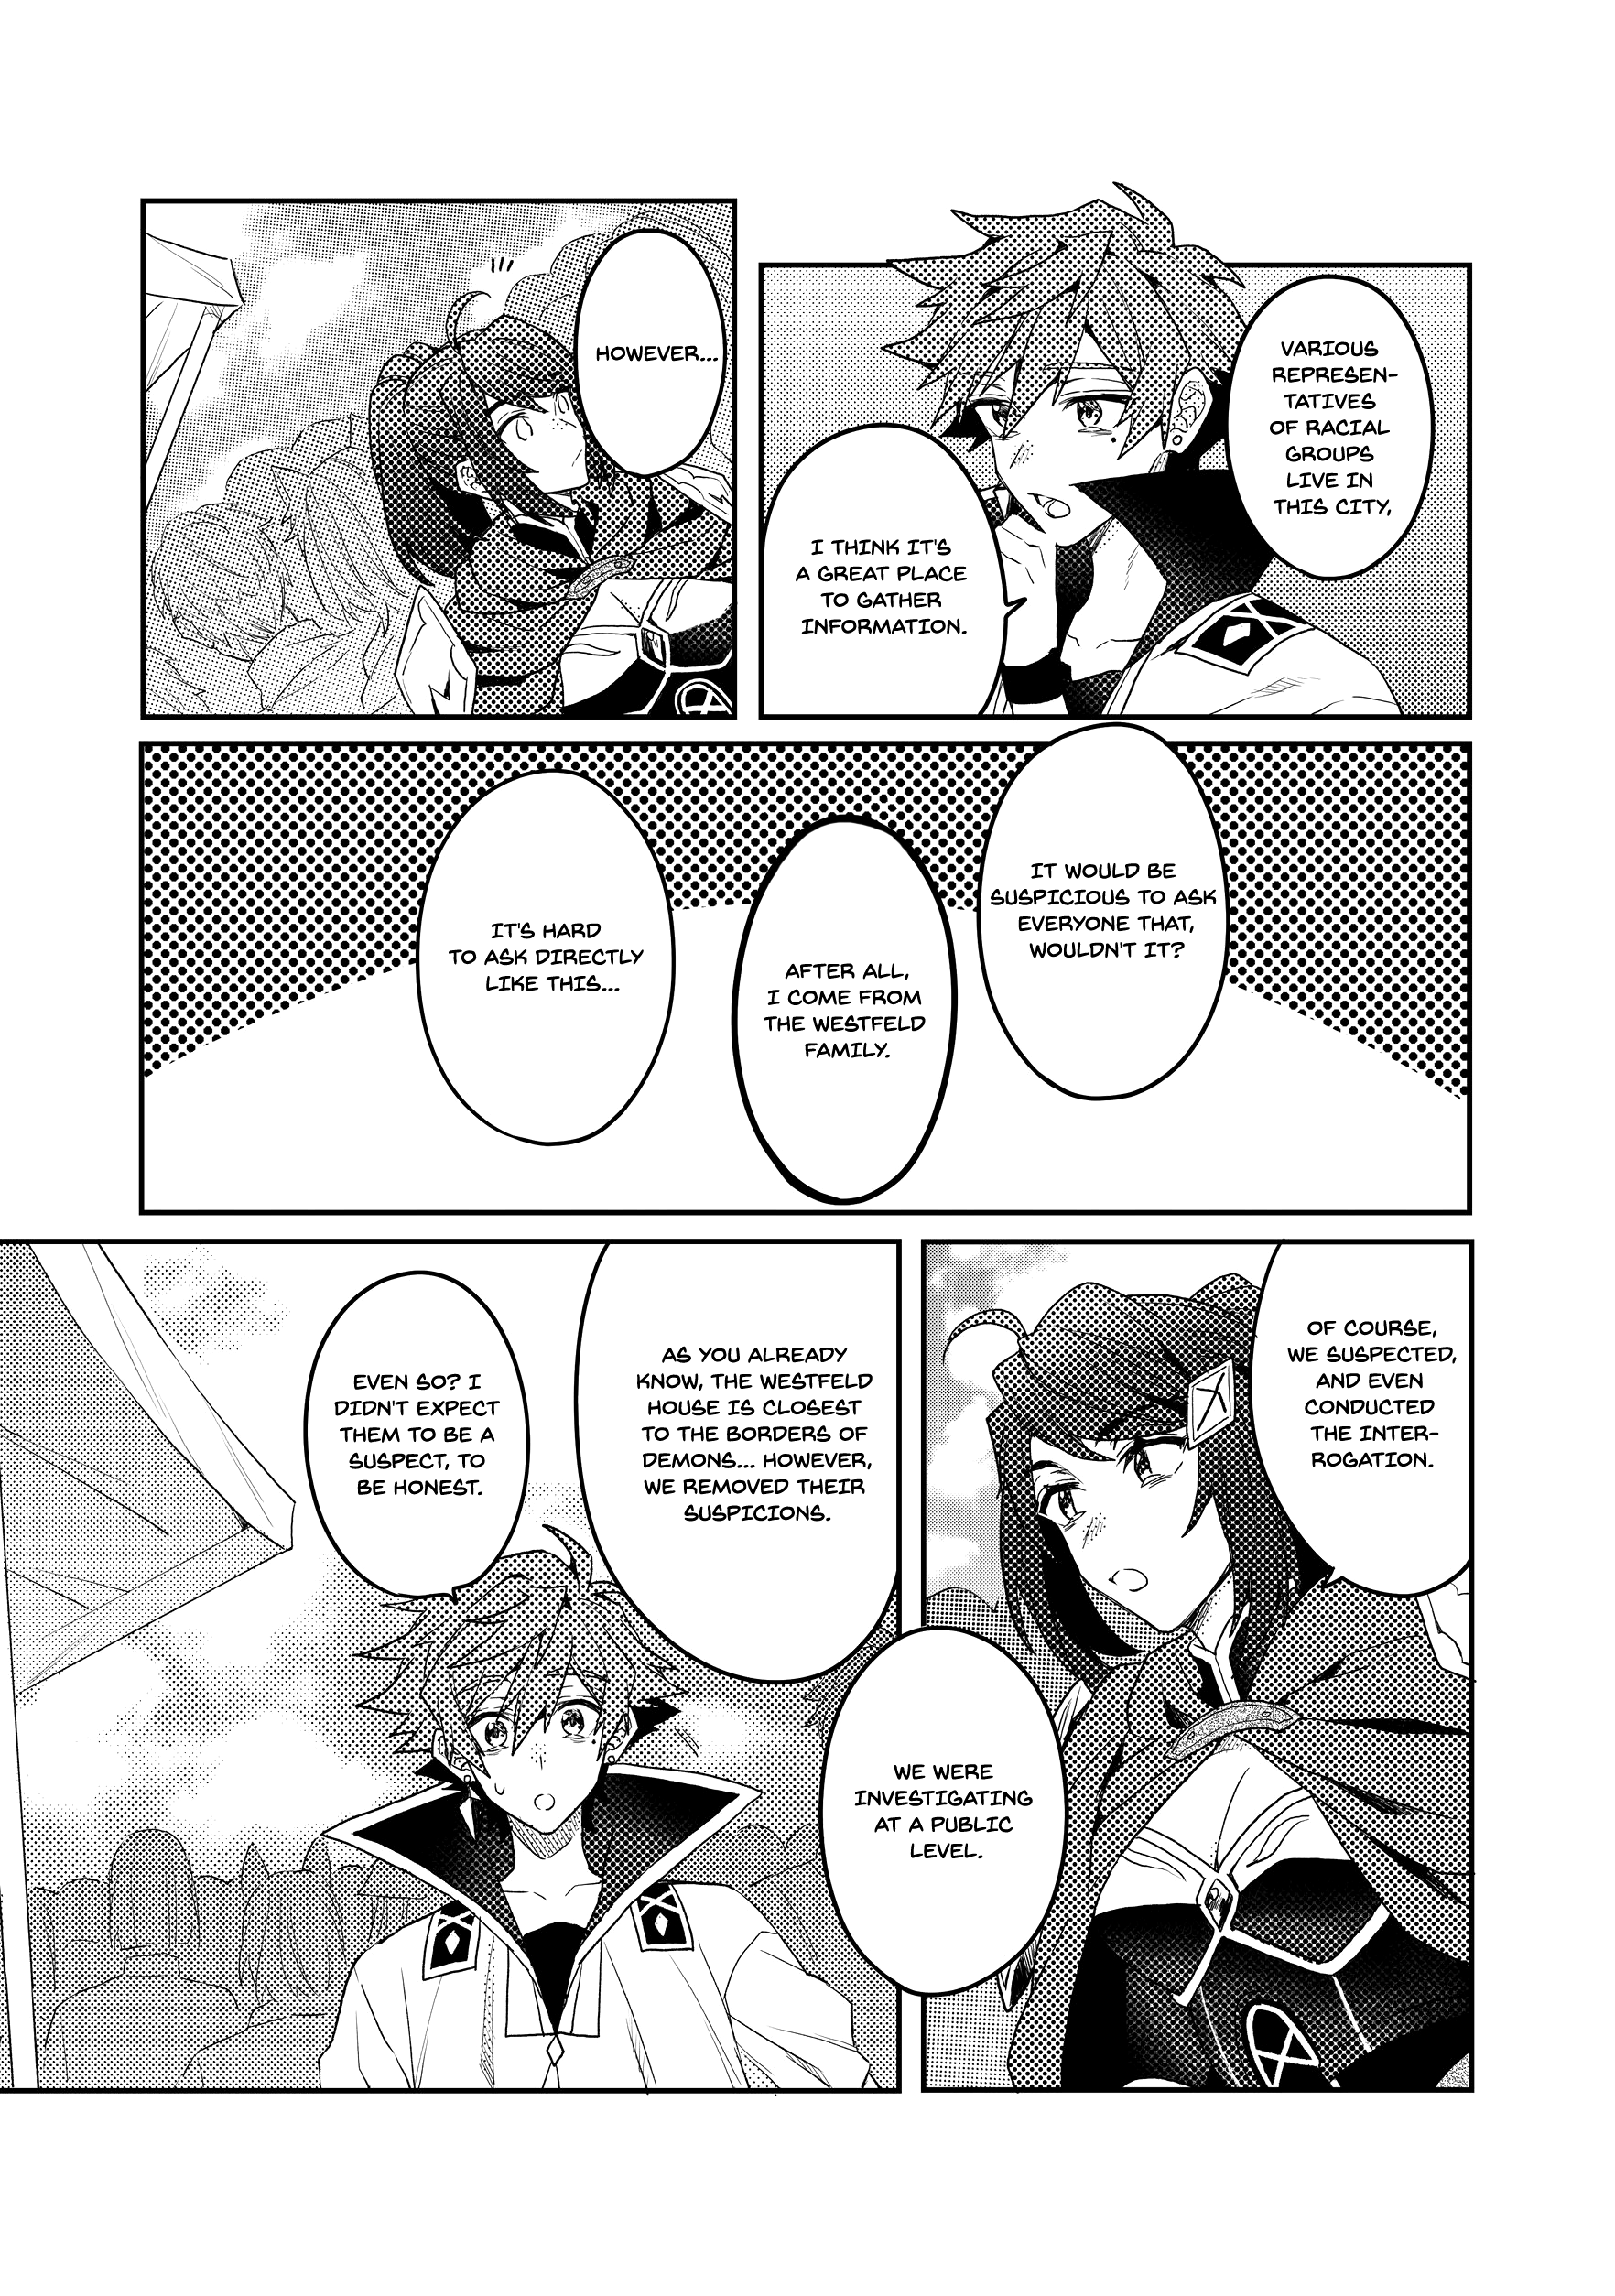 VARIOUS
REPRESEN-
TATIVES
OF RACIAL
GROUPS
LIVE IN
THIS CITY,
I THINK IT'S
A GREAT PLACE
TO GATHER
INFORMATION.
HOWEVER...
IT WOULD BE
SUSPICIOUS TO ASK
EVERYONE THAT,
WOULDN'T IT?
AFTER ALL,
I COME FROM
THE WESTFELD
FAMILY.
IT'S HARD
TO ASK DIRECTLY
LIKE THIS...
OF COURSE,
WE SUSPECTED,
AND EVEN
CONDUCTED
THE INTER-
ROGATION.
WE WERE
INVESTIGATING
AT A PUBLIC
LEVEL.
AS YOU ALREADY
KNOW, THE WESTFELD
HOUSE IS CLOSEST
TO THE BORDERS OF
DEMONS... HOWEVER,
WE REMOVED THEIR
SUSPICIONS.
EVEN SO? I
DIDN'T EXPECT
THEM TO BE A
SUSPECT, TO
BE HONEST.